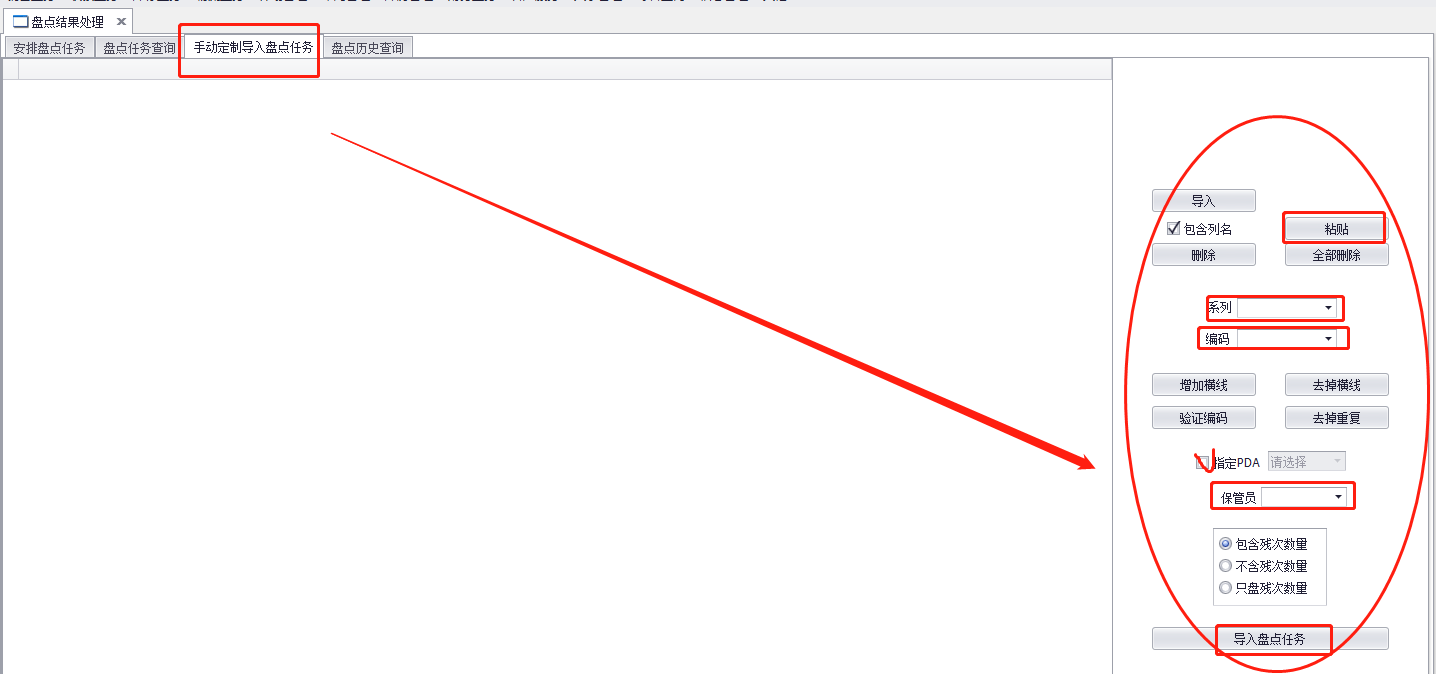 盘点结果处理
安排盘点任务 盘点任务查询 手动定制导入盘点任务 盘点历史查询
导入
包含列名 粘贴
删除 全部删除
系列
编码
增加横线 去掉横线
验证编码 去掉重复
指定PDA 请选择
保管员
包含残次数量
不含残次数量
只盘残次数量
导入盘点任务